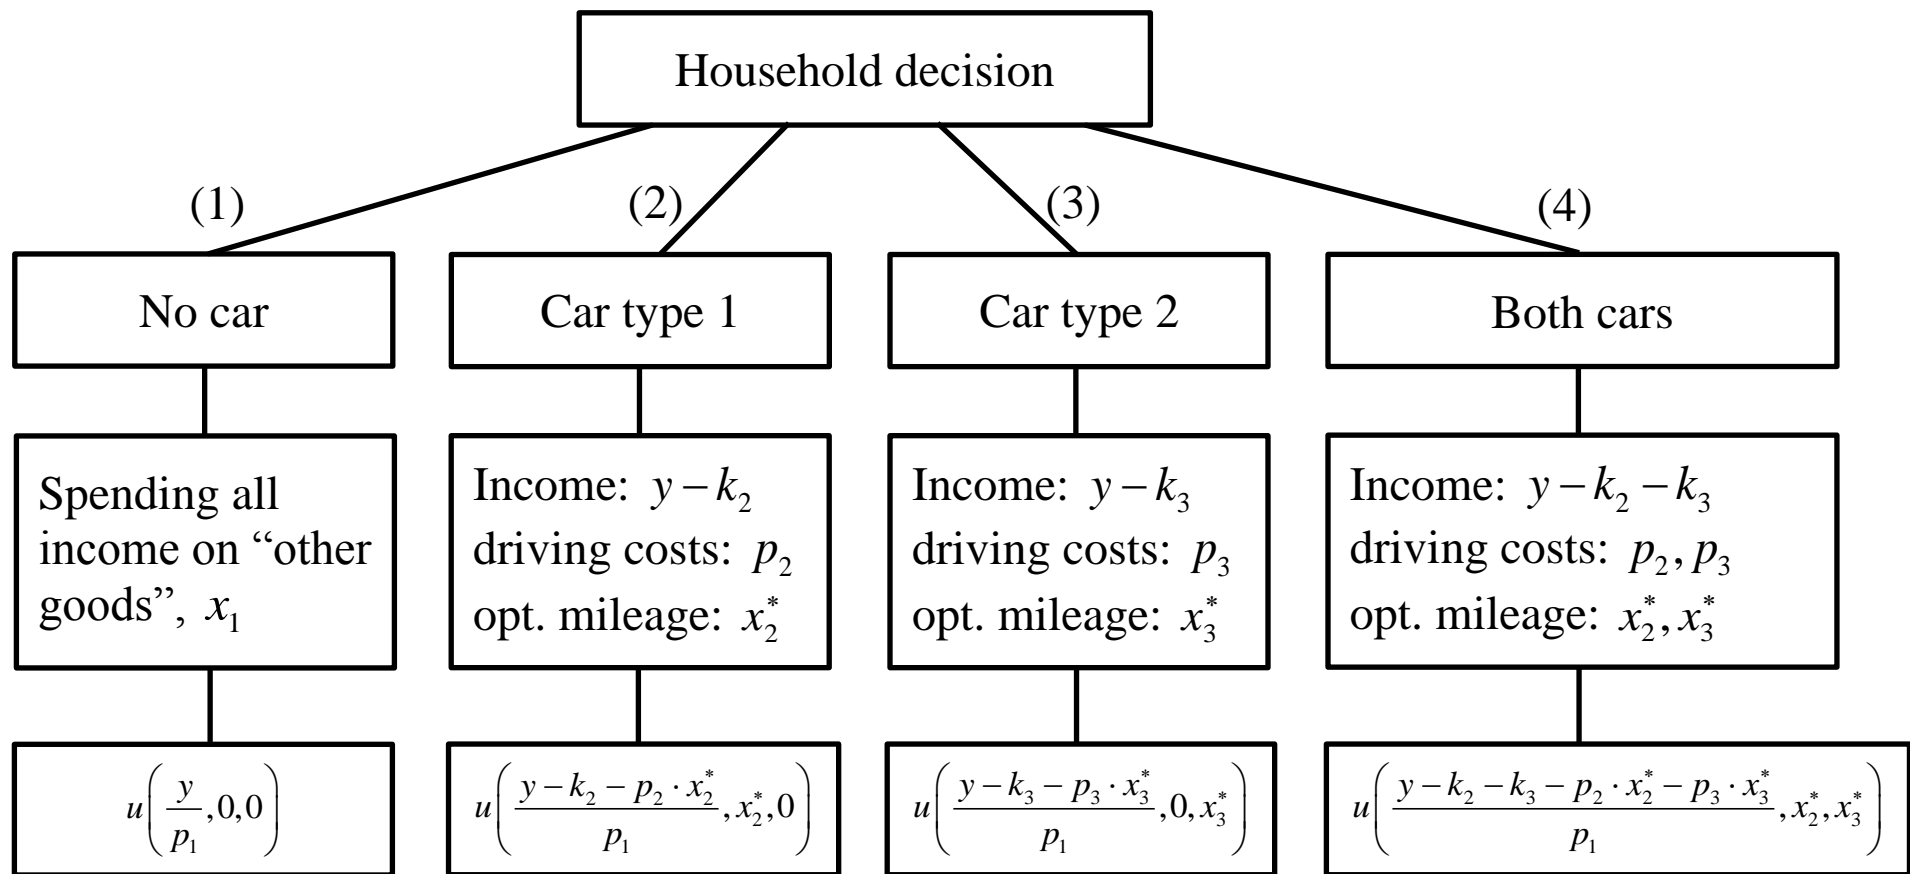 Household decision
(1)
(2)
(3)
(4)
No car
Car type 1
Car type 2
Both cars
Spending all
income on “other
goods”, x₁
Income: y − k₂
driving costs: p₂
opt. mileage: x₂*
Income: y − k₃
driving costs: p₃
opt. mileage: x₃*
Income: y − k₂ − k₃
driving costs: p₂, p₃
opt. mileage: x₂*, x₃*
u(y/p₁, 0, 0)
u((y − k₂ − p₂ · x₂*)/p₁, x₂*, 0)
u((y − k₃ − p₃ · x₃*)/p₁, 0, x₃*)
u((y − k₂ − k₃ − p₂ · x₂* − p₃ · x₃*)/p₁, x₂*, x₃*)